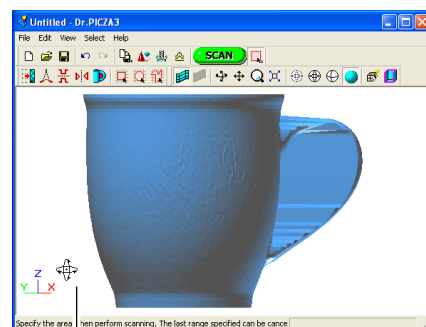 Untitled - Dr.PICZA3
File Edit View Select Help
SCAN
Z
Y X
Specify the area hen perform scanning. The last range specified can be cance